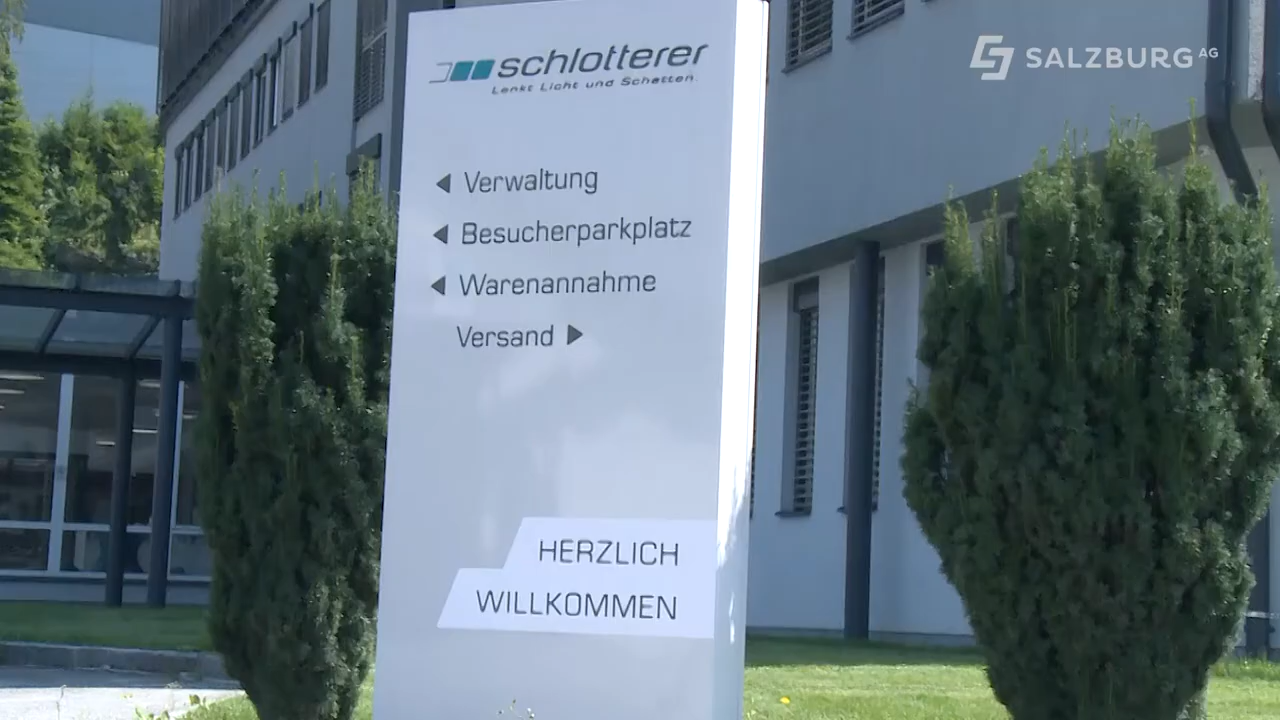 schlotterer
Lenkt Licht und Schatten.
SALZBURG AG
Verwaltung
Besucherparkplatz
Warenannahme
Versand
HERZLICH
WILLKOMMEN